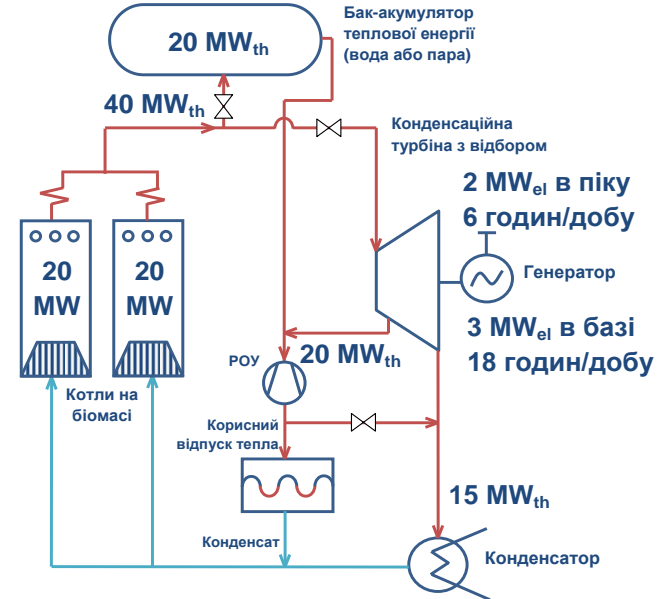 Бак-акумулятор
теплової енергії
(вода або пара)
20 MWth
40 MWth
Конденсаційна
турбіна з відбором
2 MWel в піку
6 годин/добу
20
MW
20
MW
Генератор
3 MWel в базі
18 годин/добу
РОУ
20 MWth
Котли на
біомасі
Корисний
відпуск тепла
15 MWth
Конденсат
Конденсатор